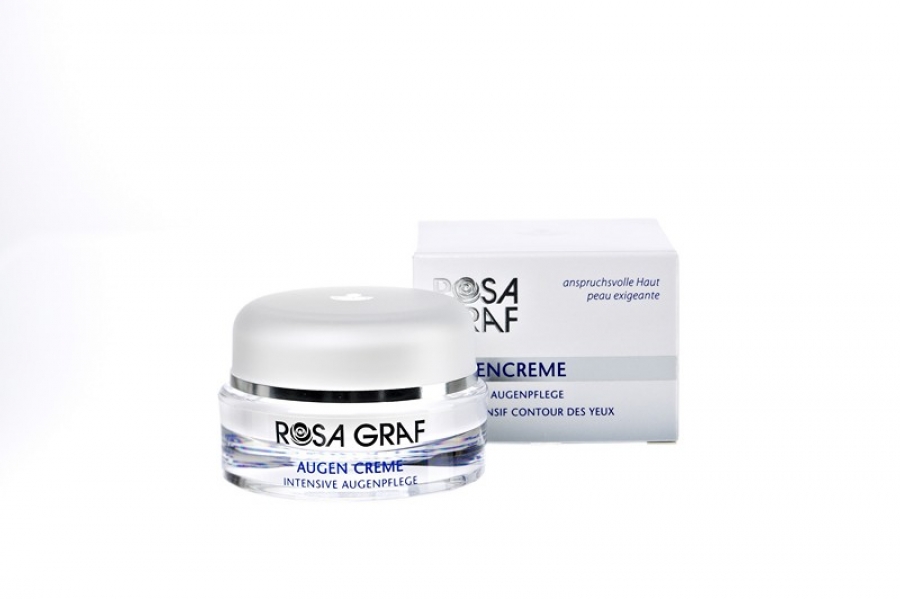 ROSA GRAF
AUGEN CREME
INTENSIVE AUGENPFLEGE
ROSA
GRAF
anspruchsvolle Haut
peau exigeante
ENCREME
AUGENPFLEGE
NSIF CONTOUR DES YEUX